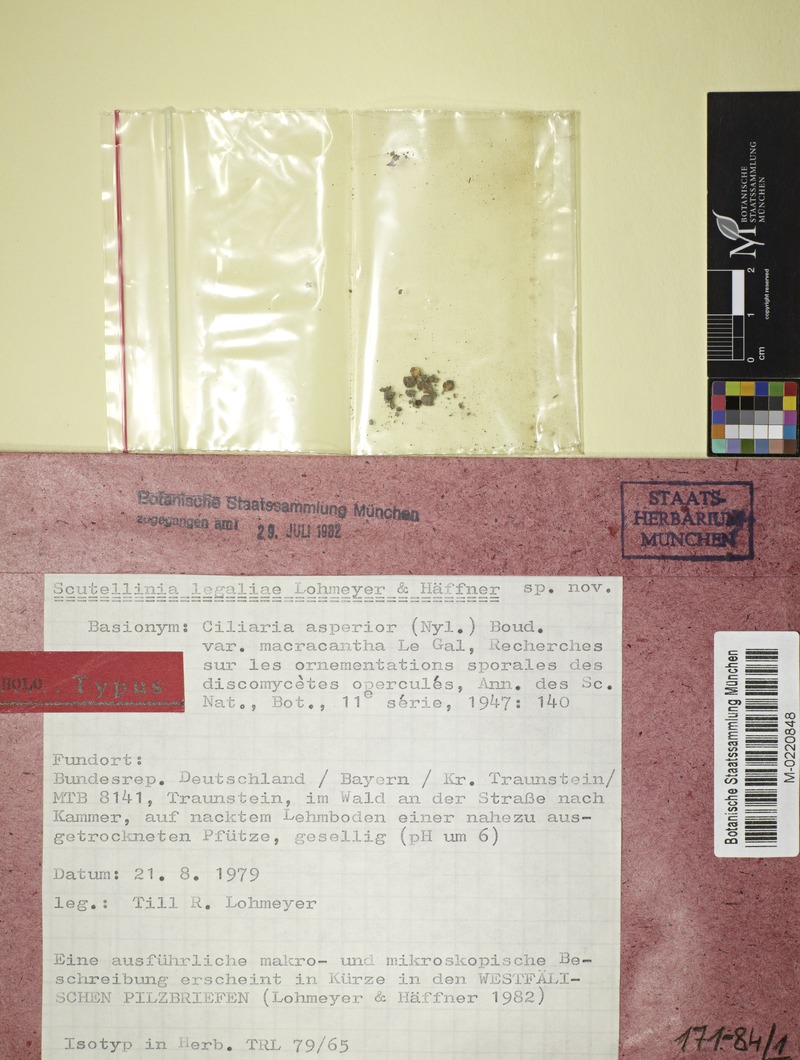 BOTANISCHE
STAATSSAMMLUNG
MÜNCHEN
0 1 2
cm
copyright reserved
Botanische Staatssammlung München
zugegangen am:
29. JULI 1982
STAATS-
HERBARIUM
MÜNCHEN
Scutellinia legaliae Lohmeyer & Häffner sp. nov.
Basionym: Ciliaria asperior (Nyl.) Boud.
var. macracantha Le Gal, Recherches
sur les ornementations sporales des
discomycètes operculés, Ann. des Sc.
Nat., Bot., 11e série, 1947: 140
HOLO . Typus
Fundort:
Bundesrep. Deutschland / Bayern / Kr. Traunstein/
MTB 8141, Traunstein, im Wald an der Straße nach
Kammer, auf nacktem Lehmboden einer nahezu aus-
getrockneten Pfütze, gesellig (pH um 6)
Datum: 21. 8. 1979
leg.: Till R. Lohmeyer
Eine ausführliche makro- und mikroskopische Be-
schreibung erscheint in Kürze in den WESTFÄLI-
SCHEN PILZBRIEFEN (Lohmeyer & Häffner 1982)
Isotyp in Herb. TRL 79/65
Botanische Staatssammlung München
M-0220848
171-84/1